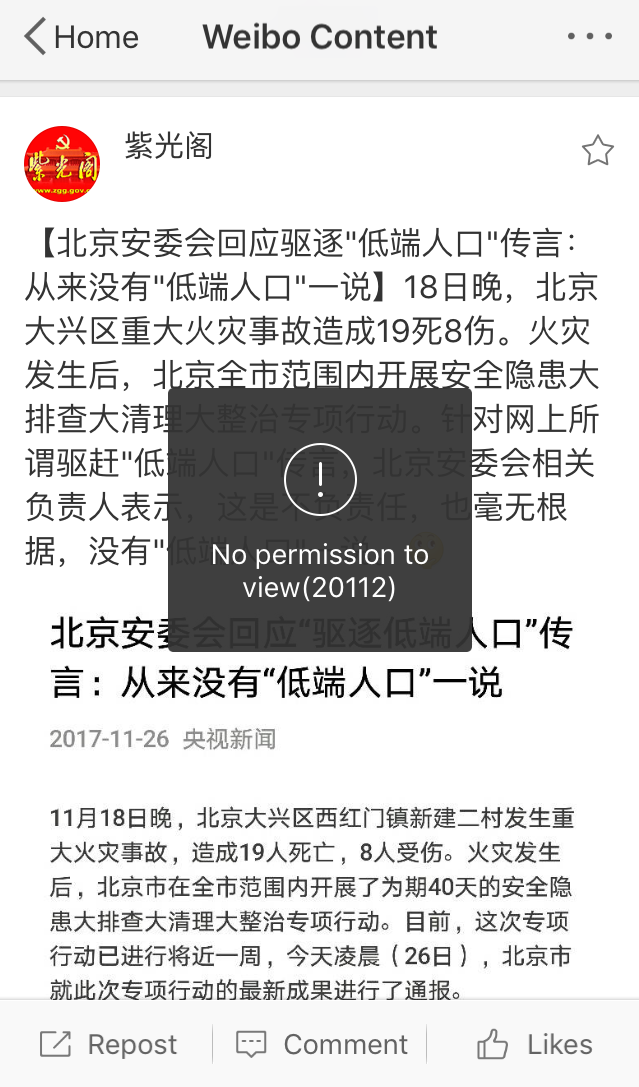 Home
Weibo Content
紫光阁
紫光阁
www.zgg.gov.c
【北京安委会回应驱逐"低端人口"传言：
从来没有"低端人口"一说】18日晚，北京
大兴区重大火灾事故造成19死8伤。火灾
发生后，北京全市范围内开展安全隐患大
排查大清理大整治专项行动。针对网上所
谓驱赶"低端人口"传言，北京安委会相关
负责人表示，这是不负责任，也毫无根
据，没有"低端人口"一说。
No permission to
view(20112)
北京安委会回应“驱逐低端人口”传
言：从来没有“低端人口”一说
2017-11-26 央视新闻
11月18日晚，北京大兴区西红门镇新建二村发生重
大火灾事故，造成19人死亡，8人受伤。火灾发生
后，北京市在全市范围内开展了为期40天的安全隐
患大排查大清理大整治专项行动。目前，这次专项
行动已进行将近一周，今天凌晨（26日），北京市
就此次专项行动的最新成果进行了通报。
Repost
Comment
Likes